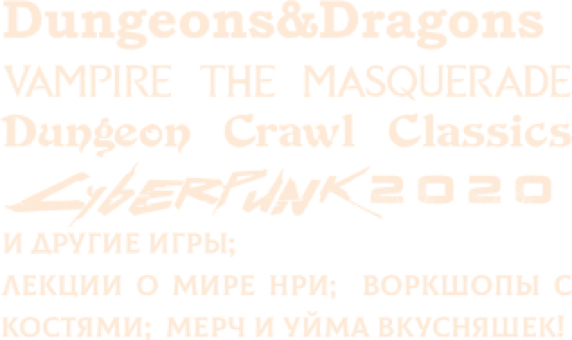 Dungeons&Dragons
VAMPIRE THE MASQUERADE
Dungeon Crawl Classics
CYBERPUNK 2020
И ДРУГИЕ ИГРЫ;
ЛЕКЦИИ О МИРЕ НРИ; ВОРКШОПЫ С
КОСТЯМИ; МЕРЧ И УЙМА ВКУСНЯШЕК!